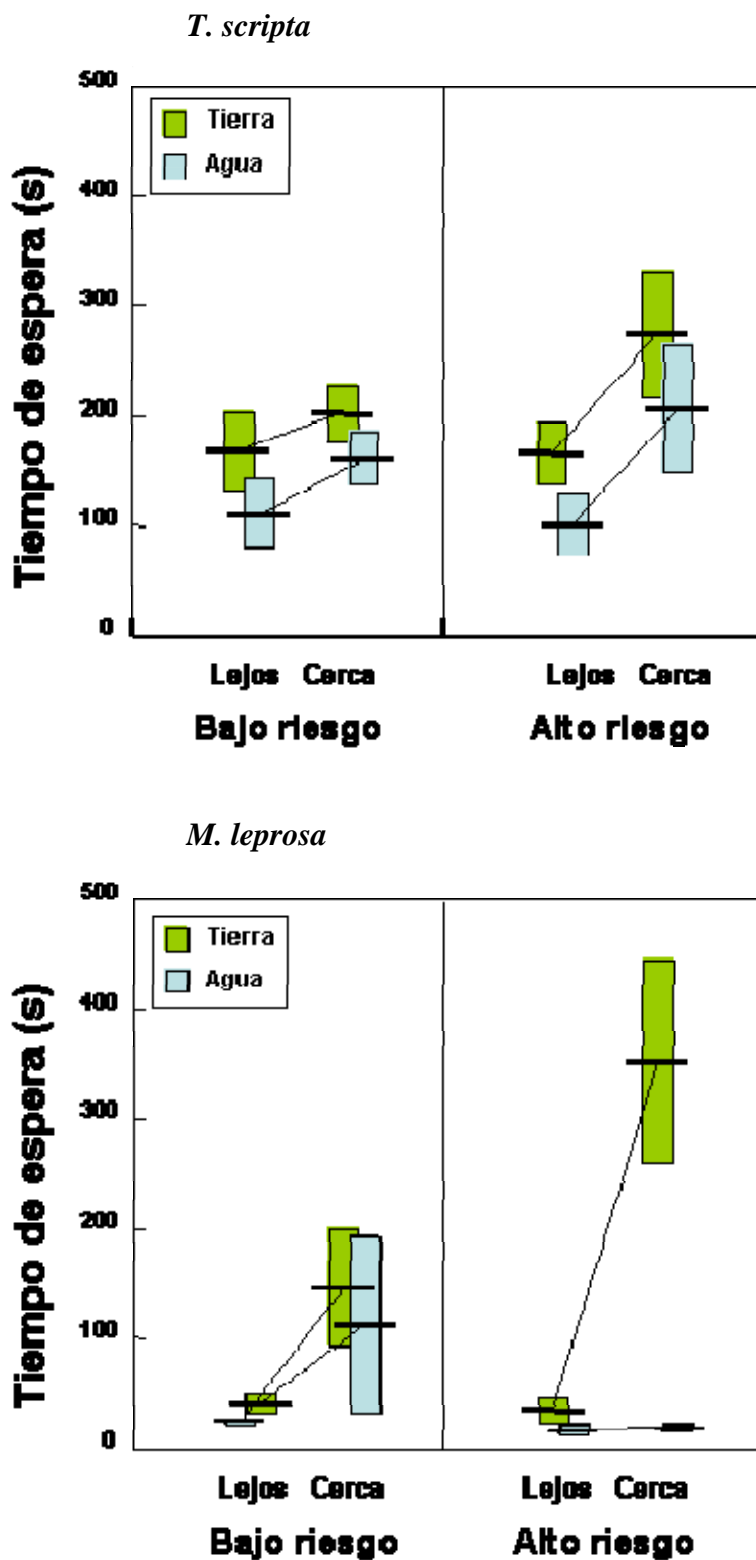 T. scripta
Tiempo de espera (s)
500
400
300
200
100
0
Tierra
Agua
Lejos Cerca
Lejos Cerca
Bajo riesgo
Alto riesgo
M. leprosa
Tiempo de espera (s)
500
400
300
200
100
0
Tierra
Agua
Lejos Cerca
Lejos Cerca
Bajo riesgo
Alto riesgo